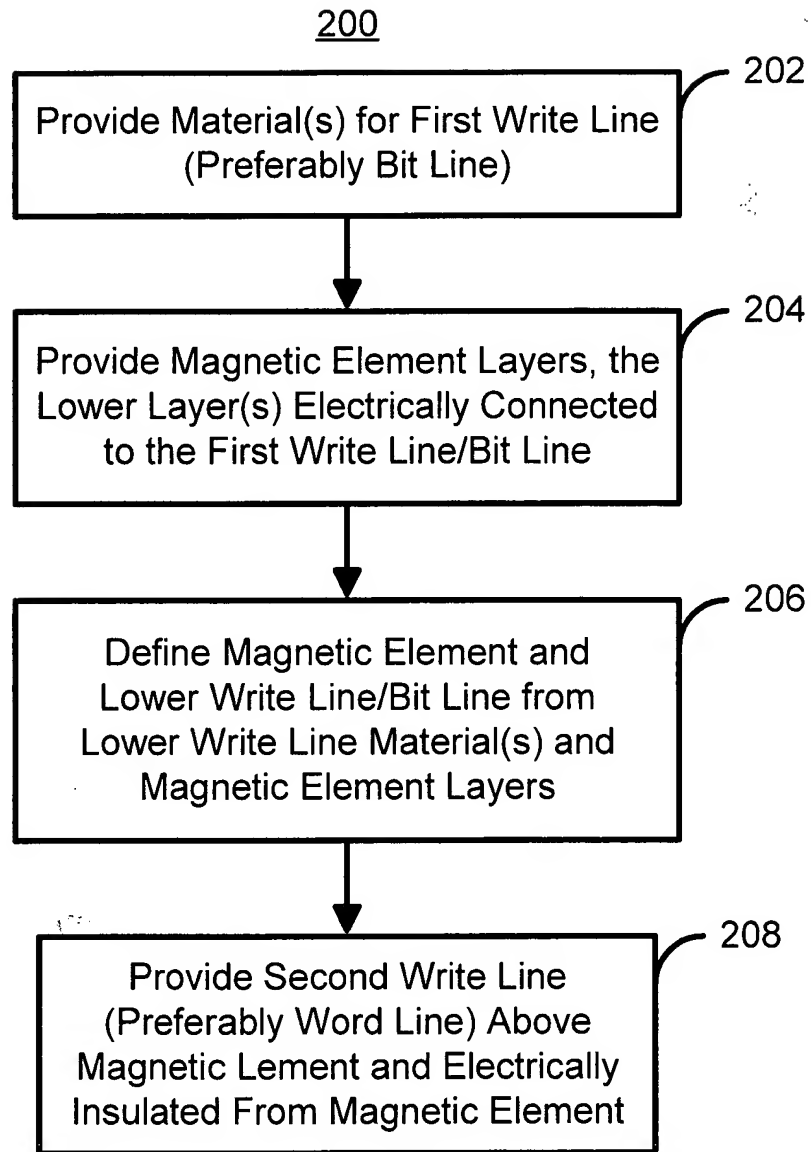 200
202
Provide Material(s) for First Write Line
(Preferably Bit Line)
204
Provide Magnetic Element Layers, the
Lower Layer(s) Electrically Connected
to the First Write Line/Bit Line
206
Define Magnetic Element and
Lower Write Line/Bit Line from
Lower Write Line Material(s) and
Magnetic Element Layers
208
Provide Second Write Line
(Preferably Word Line) Above
Magnetic Lement and Electrically
Insulated From Magnetic Element